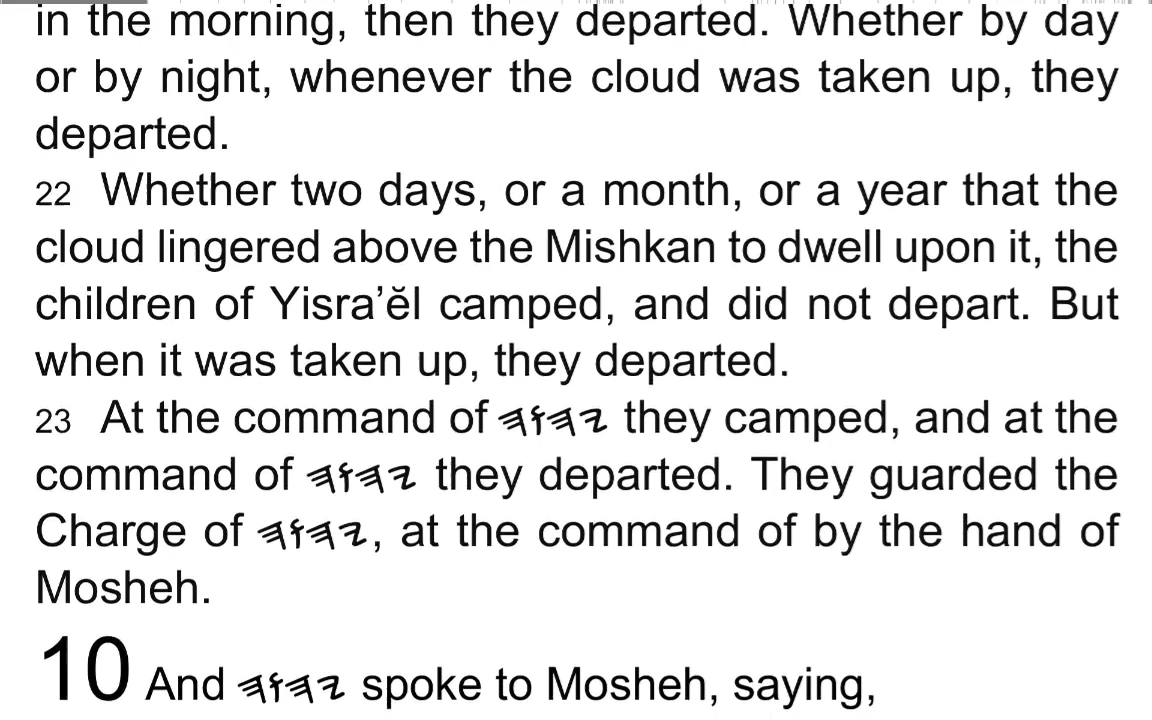 in the morning, then they departed. Whether by day
or by night, whenever the cloud was taken up, they
departed.
22 Whether two days, or a month, or a year that the
cloud lingered above the Mishkan to dwell upon it, the
children of Yisra’ĕl camped, and did not depart. But
when it was taken up, they departed.
23 At the command of 𐤉𐤄𐤅𐤄 they camped, and at the
command of 𐤉𐤄𐤅𐤄 they departed. They guarded the
Charge of 𐤉𐤄𐤅𐤄, at the command of by the hand of
Mosheh.
10 And 𐤉𐤄𐤅𐤄 spoke to Mosheh, saying,